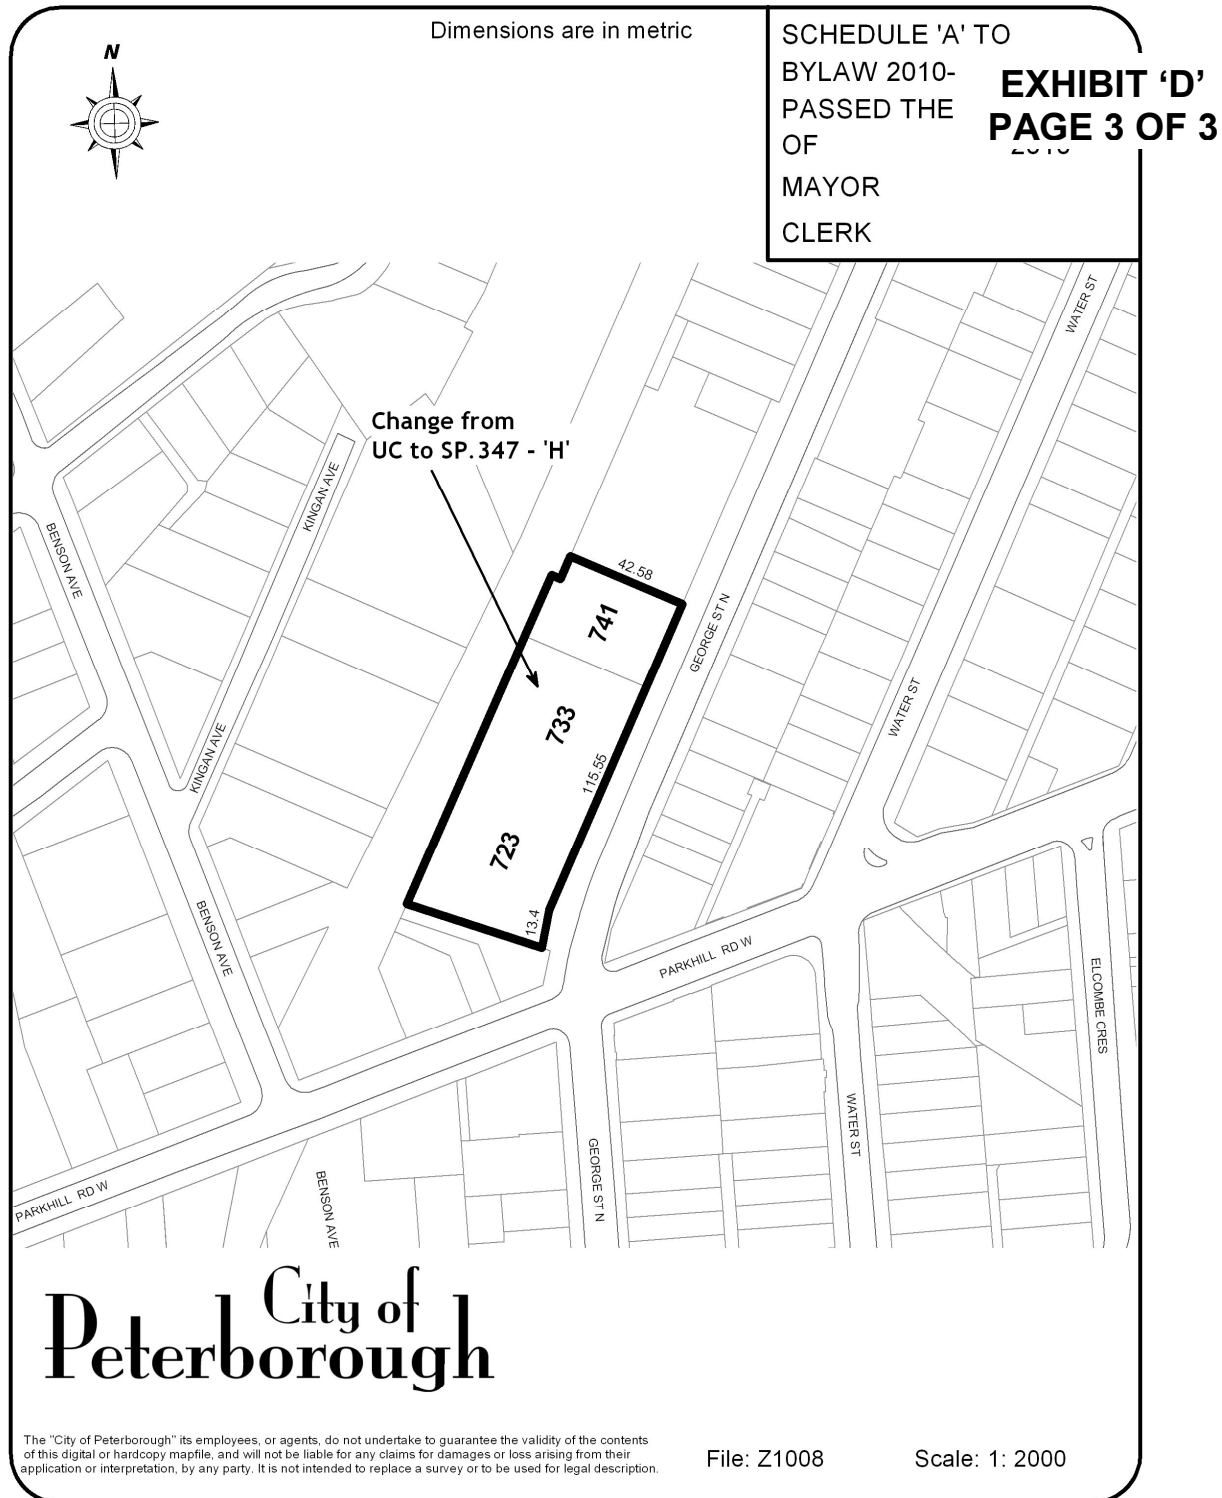 Dimensions are in metric
SCHEDULE 'A' TO
BYLAW 2010-
PASSED THE
OF
MAYOR
CLERK
EXHIBIT ‘D’
PAGE 3 OF 3
N
WATER ST
Change from
UC to SP.347 - 'H'
KINGAN AVE
BENSON AVE
42.58
741
GEORGE ST N
733
WATER ST
KINGAN AVE
115.55
723
13.4
BENSON AVE
PARKHILL RD W
ELCOMBE CRES
WATER ST
GEORGE ST N
BENSON AVE
PARKHILL RD W
City of
Peterborough
The "City of Peterborough" its employees, or agents, do not undertake to guarantee the validity of the contents
of this digital or hardcopy mapfile, and will not be liable for any claims for damages or loss arising from their
application or interpretation, by any party. It is not intended to replace a survey or to be used for legal description.
File: Z1008
Scale: 1: 2000